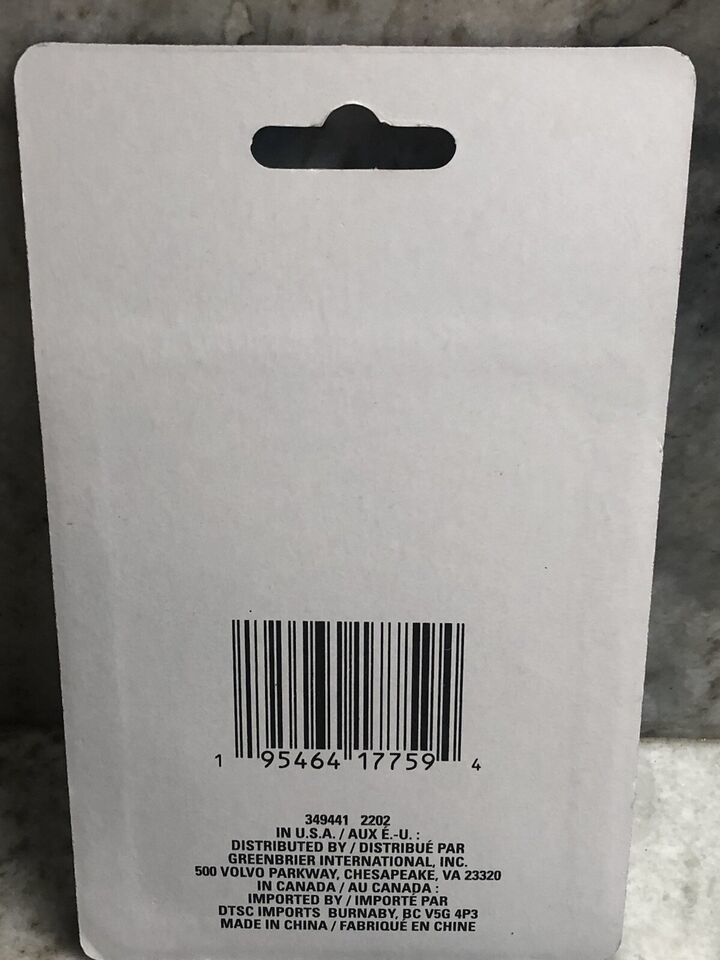 1 95464 17759 4
349441 2202
IN U.S.A. / AUX É.-U. :
DISTRIBUTED BY / DISTRIBUÉ PAR
GREENBRIER INTERNATIONAL, INC.
500 VOLVO PARKWAY, CHESAPEAKE, VA 23320
IN CANADA / AU CANADA :
IMPORTED BY / IMPORTÉ PAR
DTSC IMPORTS BURNABY, BC V5G 4P3
MADE IN CHINA / FABRIQUÉ EN CHINE